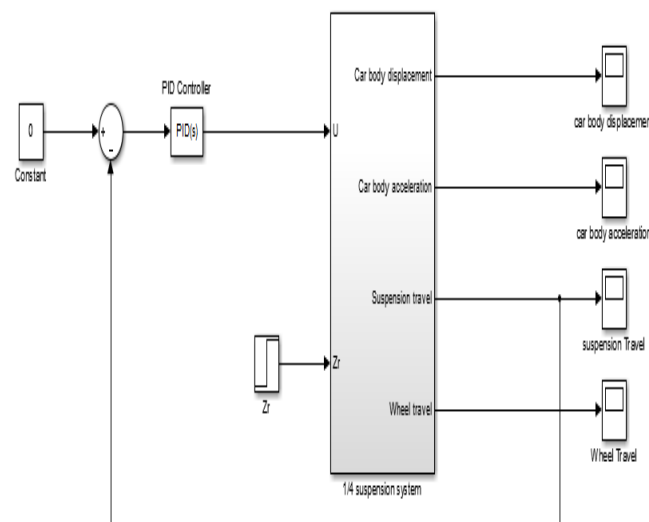 Car body displacement
PID Controller
0
+
−
PID(s)
U
Constant
car body displacemen
Car body acceleration
car body acceleration
Suspension travel
suspension Travel
Zr
Zr
Wheel travel
Wheel Travel
1/4 suspension system